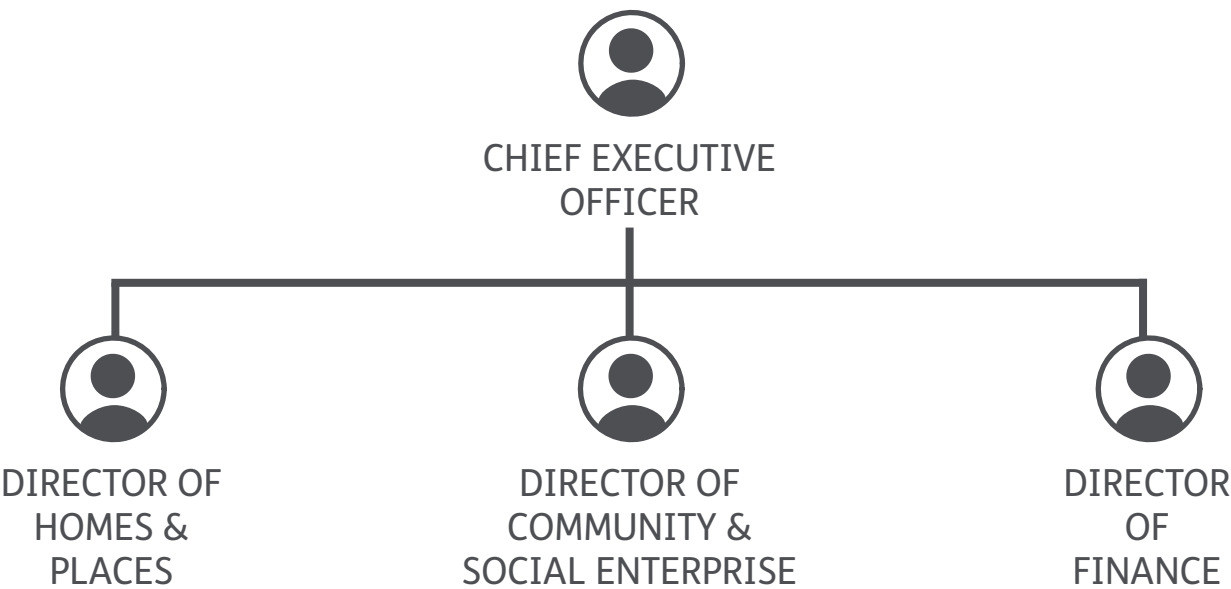 CHIEF EXECUTIVE
OFFICER
DIRECTOR OF
HOMES &
PLACES
DIRECTOR OF
COMMUNITY &
SOCIAL ENTERPRISE
DIRECTOR
OF
FINANCE